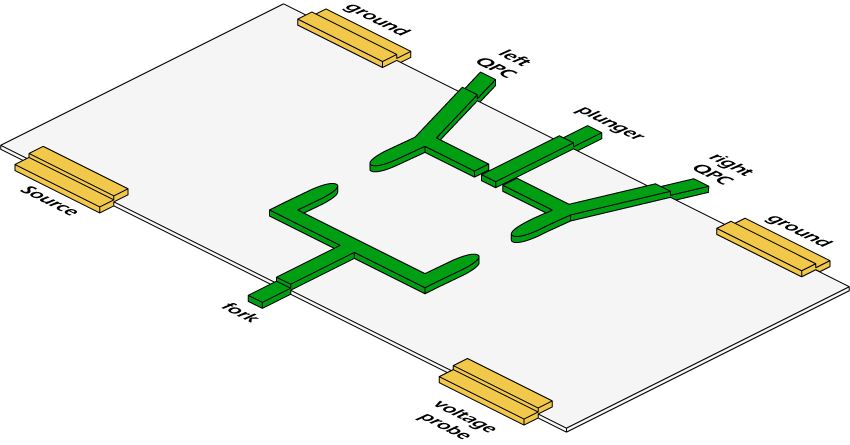 ground
left
QPC
plunger
right
QPC
ground
Source
fork
voltage
probe